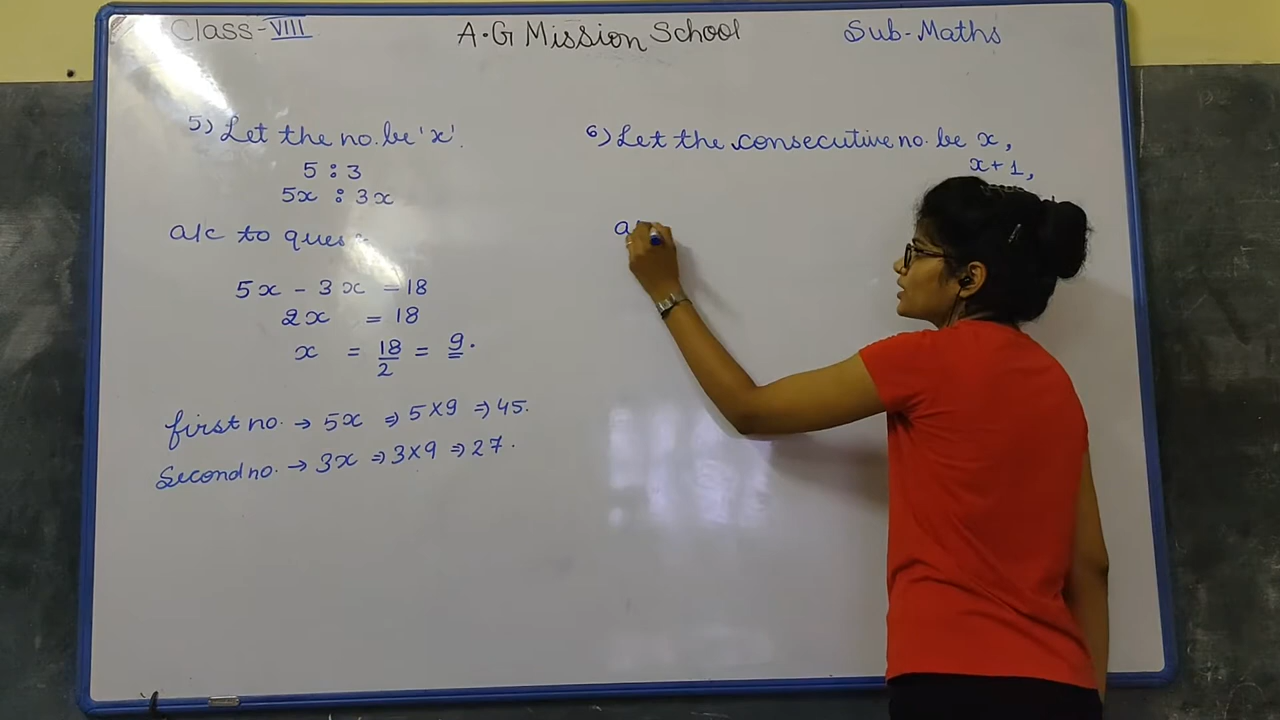 Class-VIII
A.G Mission School
Sub-Maths
5) Let the no. be 'x'.
5 : 3
5x : 3x
a/c to ques
5x - 3x = 18
2x = 18
x = 18/2 = 9.
first no. → 5x ⇒ 5×9 ⇒ 45.
Second no. → 3x ⇒ 3×9 ⇒ 27.
6) Let the consecutive no. be x,
x+1,
a